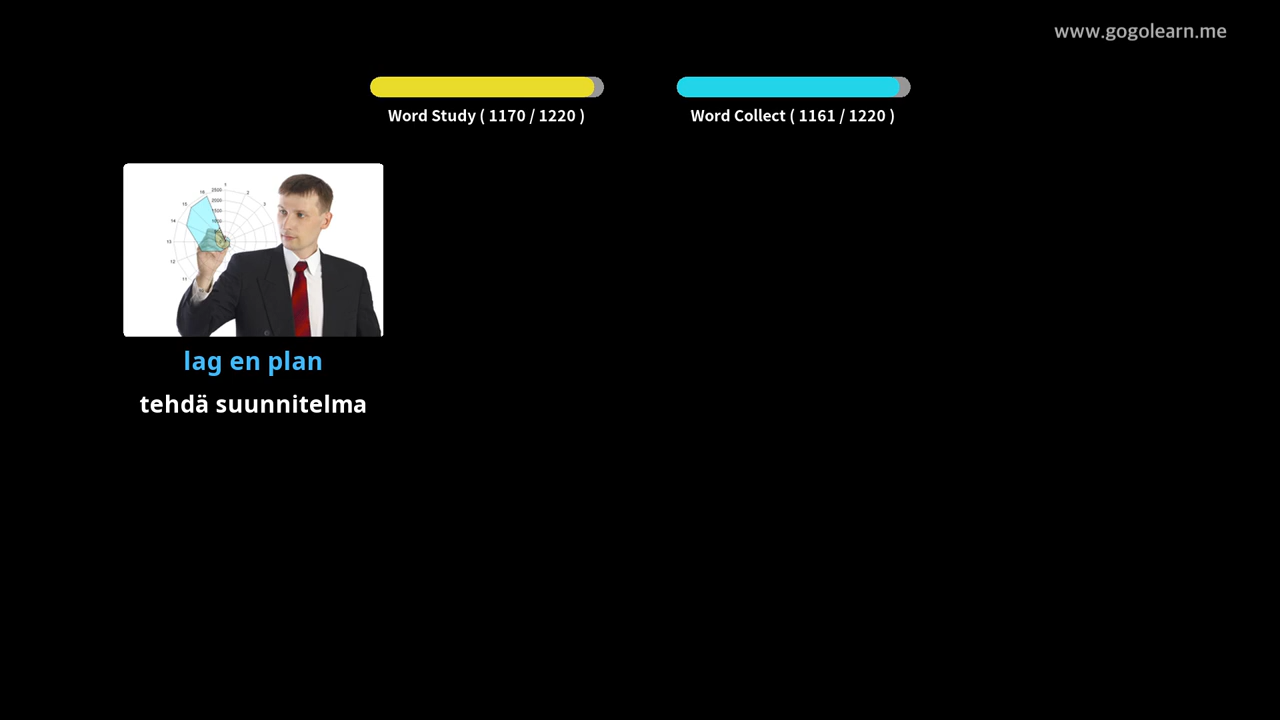 www.gogolearn.me
Word Study ( 1170 / 1220 )
Word Collect ( 1161 / 1220 )
lag en plan
tehdä suunnitelma